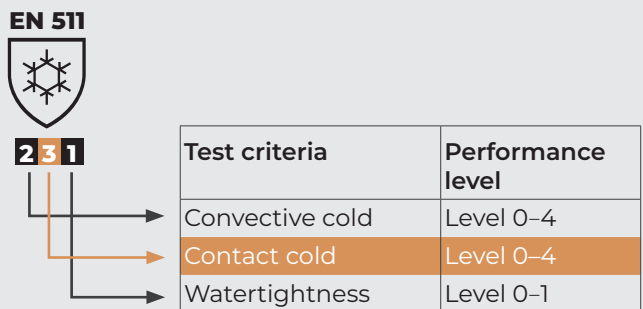 EN 511
2 3 1
Test criteria
Performance
level
Convective cold
Level 0–4
Contact cold
Level 0–4
Watertightness
Level 0–1